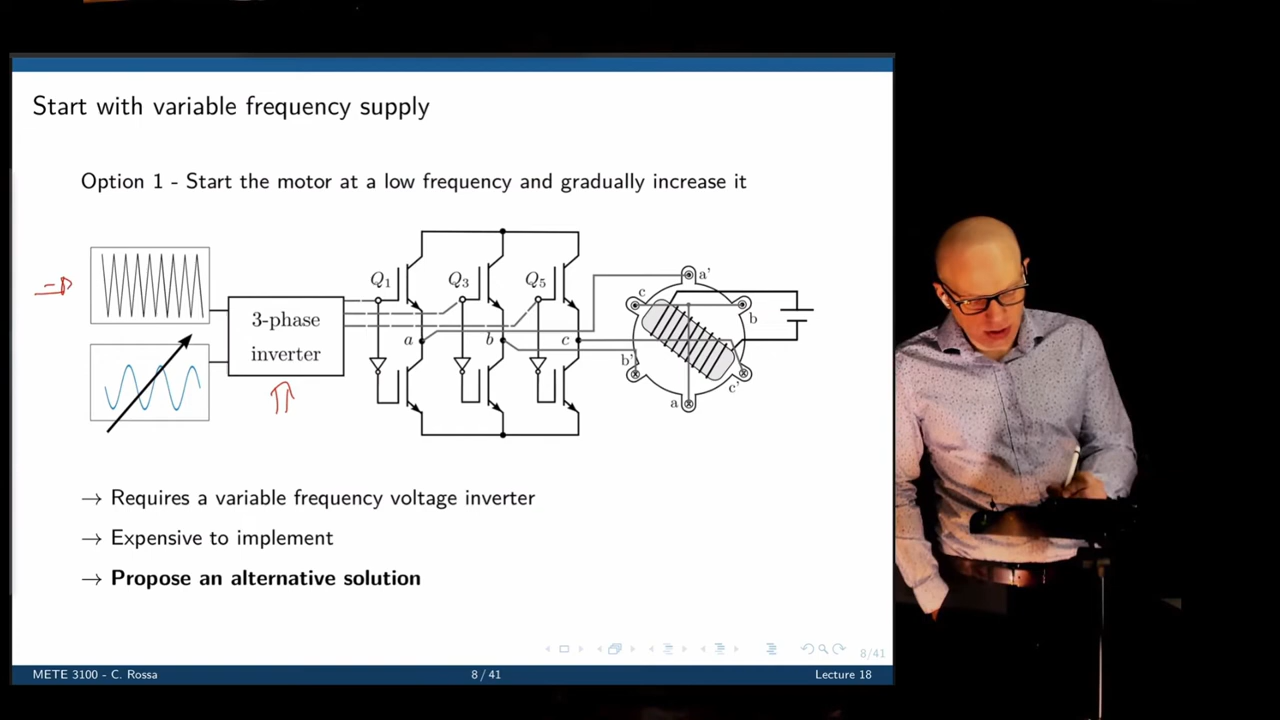 Start with variable frequency supply
Option 1 - Start the motor at a low frequency and gradually increase it
3-phase
inverter
Q1
Q3
Q5
a
b
c
a'
c
b
b'
c'
a
→ Requires a variable frequency voltage inverter
→ Expensive to implement
→ Propose an alternative solution
8/41
METE 3100 - C. Rossa
8 / 41
Lecture 18